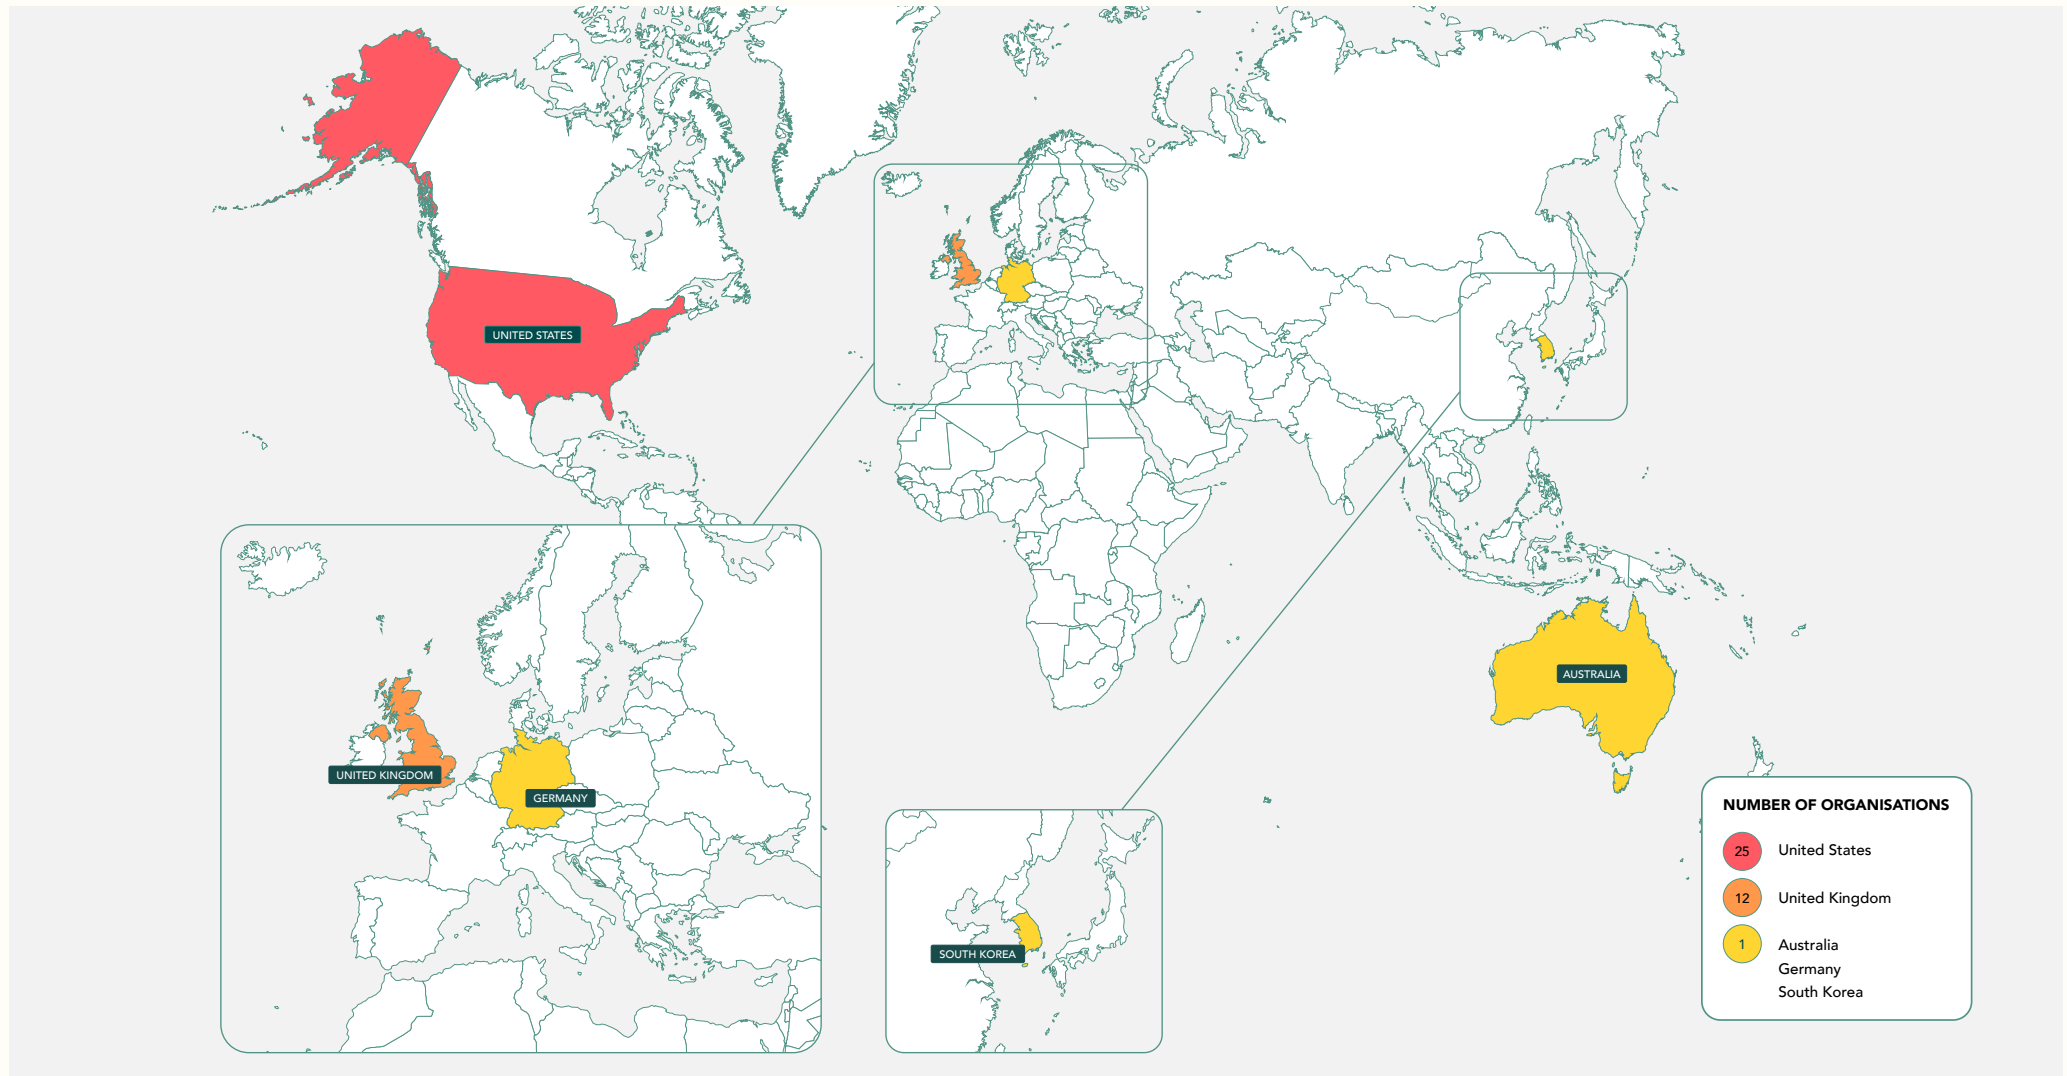 UNITED STATES
AUSTRALIA
UNITED KINGDOM
GERMANY
SOUTH KOREA
NUMBER OF ORGANISATIONS
25 United States
12 United Kingdom
1 Australia
Germany
South Korea